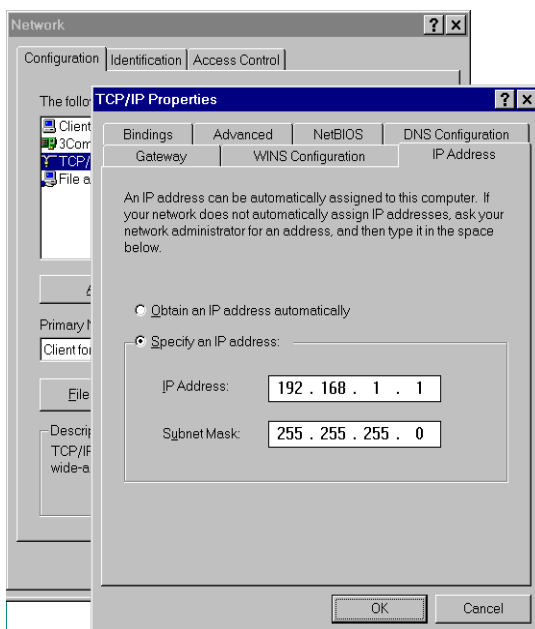 Network
Configuration Identification Access Control
The follo
Client
3Com
TCP/
File a
Primary N
Client for
File
Descrip
TCP/IP
wide-a
TCP/IP Properties
Bindings Advanced NetBIOS DNS Configuration
Gateway WINS Configuration IP Address
An IP address can be automatically assigned to this computer. If
your network does not automatically assign IP addresses, ask your
network administrator for an address, and then type it in the space
below.
Obtain an IP address automatically
Specify an IP address:
IP Address: 192 . 168 . 1 . 1
Subnet Mask: 255 . 255 . 255 . 0
OK Cancel